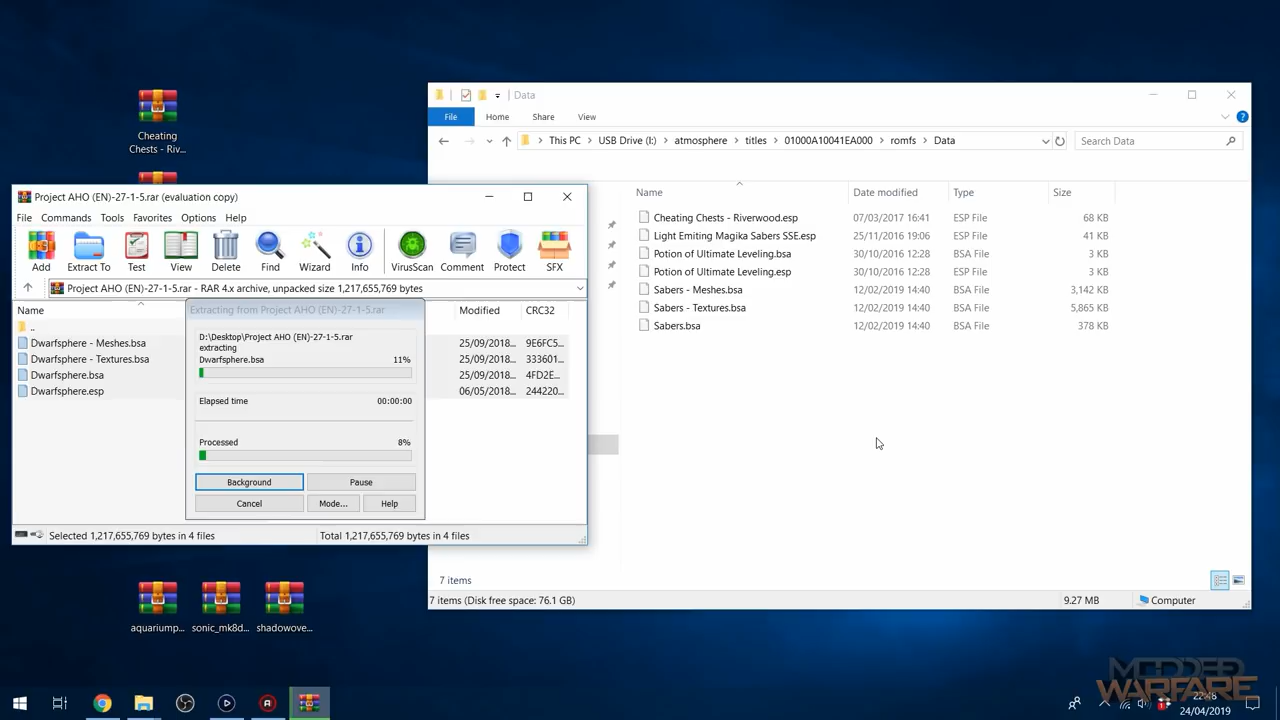 Cheating
Chests - Riv...
Project AHO (EN)-27-1-5.rar (evaluation copy)
File Commands Tools Favorites Options Help
Add Extract To Test View Delete Find Wizard Info VirusScan Comment Protect SFX
Project AHO (EN)-27-1-5.rar - RAR 4.x archive, unpacked size 1,217,655,769 bytes
Name Modified CRC32
..
Dwarfsphere - Meshes.bsa 25/09/2018... 9E6FC5...
Dwarfsphere - Textures.bsa 25/09/2018... 333601...
Dwarfsphere.bsa 25/09/2018... 4FD2E...
Dwarfsphere.esp 06/05/2018... 244220...
Extracting from Project AHO (EN)-27-1-5.rar
D:\Desktop\Project AHO (EN)-27-1-5.rar
extracting
Dwarfsphere.bsa 11%
Elapsed time 00:00:00
Processed 8%
Background Pause
Cancel Mode... Help
Selected 1,217,655,769 bytes in 4 files Total 1,217,655,769 bytes in 4 files
Data
File Home Share View
This PC USB Drive (I:) atmosphere titles 01000A10041EA000 romfs Data Search Data
Name Date modified Type Size
Cheating Chests - Riverwood.esp 07/03/2017 16:41 ESP File 68 KB
Light Emiting Magika Sabers SSE.esp 25/11/2016 19:06 ESP File 41 KB
Potion of Ultimate Leveling.bsa 30/10/2016 12:28 BSA File 3 KB
Potion of Ultimate Leveling.esp 30/10/2016 12:28 ESP File 3 KB
Sabers - Meshes.bsa 12/02/2019 14:40 BSA File 3,142 KB
Sabers - Textures.bsa 12/02/2019 14:40 BSA File 5,865 KB
Sabers.bsa 12/02/2019 14:40 BSA File 378 KB
7 items
7 items (Disk free space: 76.1 GB) 9.27 MB Computer
aquariump... sonic_mk8d... shadowove...
MODDER
WARFARE
22:48
24/04/2019